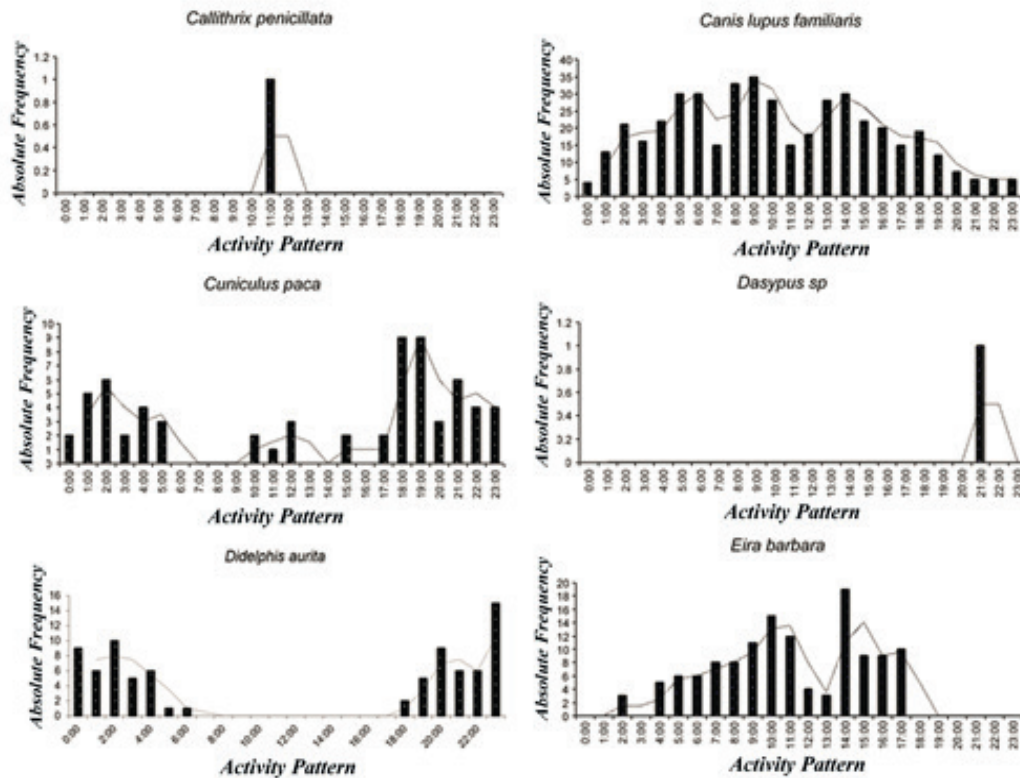 Callithrix penicillata
Absolute Frequency
1.2
1
0.8
0.6
0.4
0.2
0
0:00 1:00 2:00 3:00 4:00 5:00 6:00 7:00 8:00 9:00 10:00 11:00 12:00 13:00 14:00 15:00 16:00 17:00 18:00 19:00 20:00 21:00 22:00 23:00
Activity Pattern
Canis lupus familiaris
Absolute Frequency
40
35
30
25
20
15
10
5
0:00 1:00 2:00 3:00 4:00 5:00 6:00 7:00 8:00 9:00 10:00 11:00 12:00 13:00 14:00 15:00 16:00 17:00 18:00 19:00 20:00 21:00 22:00 23:00
Activity Pattern
Cuniculus paca
Absolute Frequency
10
9
8
7
6
5
4
3
2
1
0:00 1:00 2:00 3:00 4:00 5:00 6:00 7:00 8:00 9:00 10:00 11:00 12:00 13:00 14:00 15:00 16:00 17:00 18:00 19:00 20:00 21:00 22:00 23:00
Activity Pattern
Dasypus sp
Absolute Frequency
1.2
1
0.8
0.6
0.4
0.2
0
0:00 1:00 2:00 3:00 4:00 5:00 6:00 7:00 8:00 9:00 10:00 11:00 12:00 13:00 14:00 15:00 16:00 17:00 18:00 19:00 20:00 21:00 22:00 23:00
Activity Pattern
Didelphis aurita
Absolute Frequency
16
14
12
10
8
6
4
2
0
0:00 2:00 4:00 6:00 8:00 10:00 12:00 14:00 16:00 18:00 20:00 22:00
Activity Pattern
Eira barbara
Absolute Frequency
20
18
16
14
12
10
8
6
4
2
0
0:00 1:00 2:00 3:00 4:00 5:00 6:00 7:00 8:00 9:00 10:00 11:00 12:00 13:00 14:00 15:00 16:00 17:00 18:00 19:00 20:00 21:00 22:00 23:00
Activity Pattern